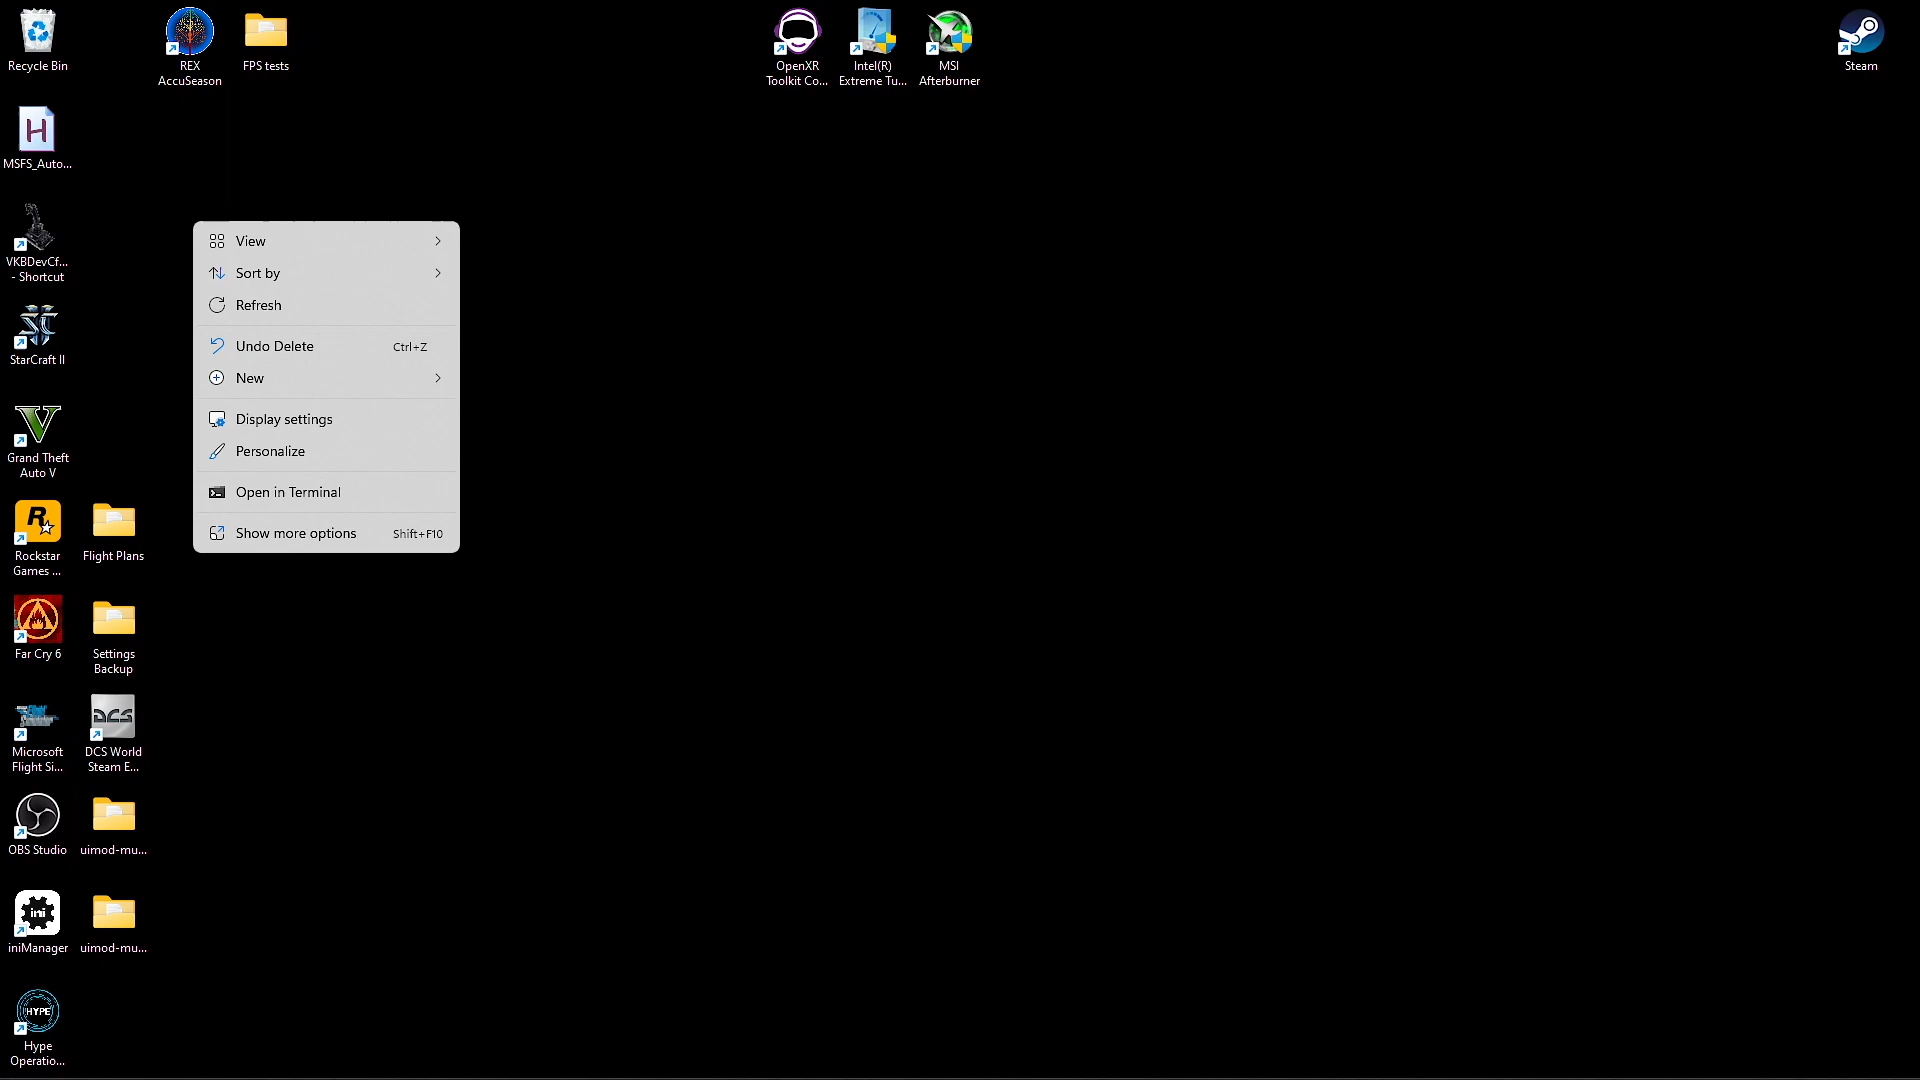 Recycle Bin
REX
AccuSeason
FPS tests
OpenXR
Toolkit Co...
Intel(R)
Extreme Tu...
MSI
Afterburner
Steam
H
MSFS_Auto...
VKBDevCf...
- Shortcut
StarCraft II
Grand Theft
Auto V
R
Rockstar
Games ...
Flight Plans
Far Cry 6
Settings
Backup
Microsoft
Flight Si...
DCS
DCS World
Steam E...
OBS Studio
uimod-mu...
ini
iniManager
uimod-mu...
HYPE
Hype
Operatio...
View
Sort by
Refresh
Undo Delete Ctrl+Z
New
Display settings
Personalize
Open in Terminal
Show more options Shift+F10